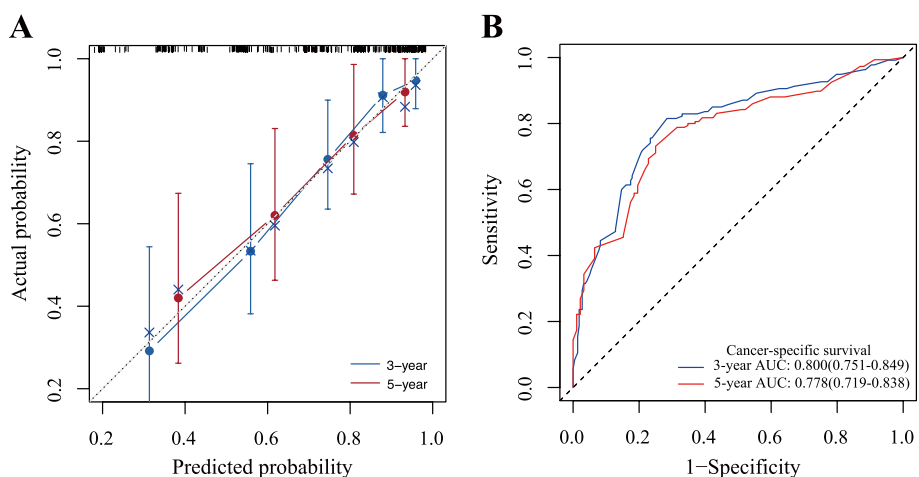 A
Actual probability
1.0
0.8
0.6
0.4
0.2
3−year
5−year
0.2 0.4 0.6 0.8 1.0
Predicted probability
B
Sensitivity
1.0
0.8
0.6
0.4
0.2
0.0
Cancer-specific survival
3-year AUC: 0.800(0.751-0.849)
5-year AUC: 0.778(0.719-0.838)
0.0 0.2 0.4 0.6 0.8 1.0
1−Specificity